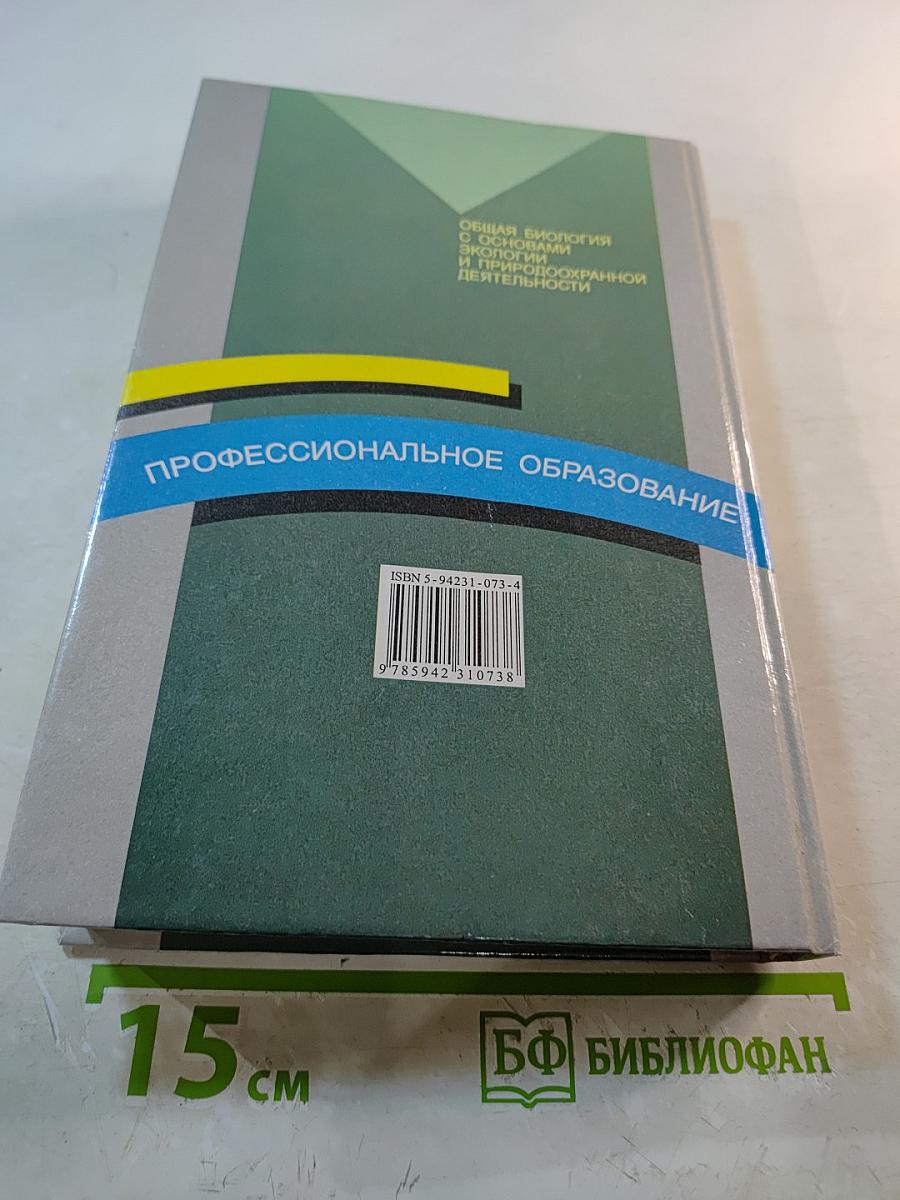 ОБЩАЯ БИОЛОГИЯ
С ОСНОВАМИ
ЭКОЛОГИИ
И ПРИРОДООХРАННОЙ
ДЕЯТЕЛЬНОСТИ
ПРОФЕССИОНАЛЬНОЕ ОБРАЗОВАНИЕ
ISBN 5-94231-073-4
9 785942 310738
15 см
БФ БИБЛИОФАН